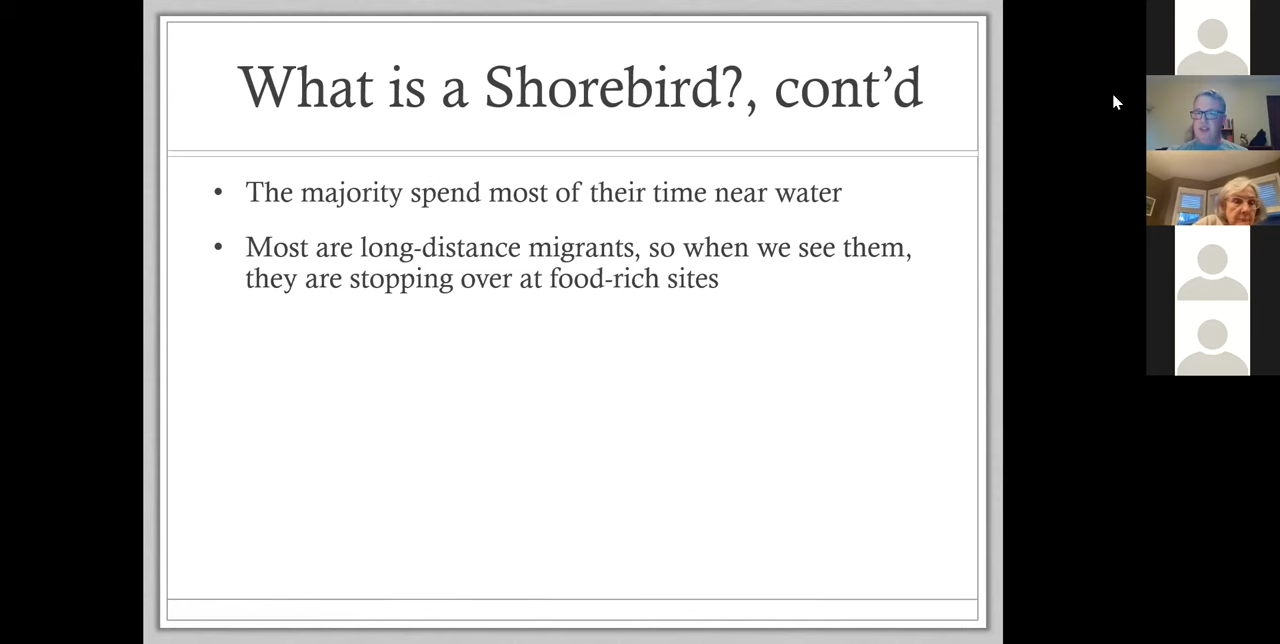 What is a Shorebird?, cont’d
• The majority spend most of their time near water
• Most are long-distance migrants, so when we see them,
they are stopping over at food-rich sites